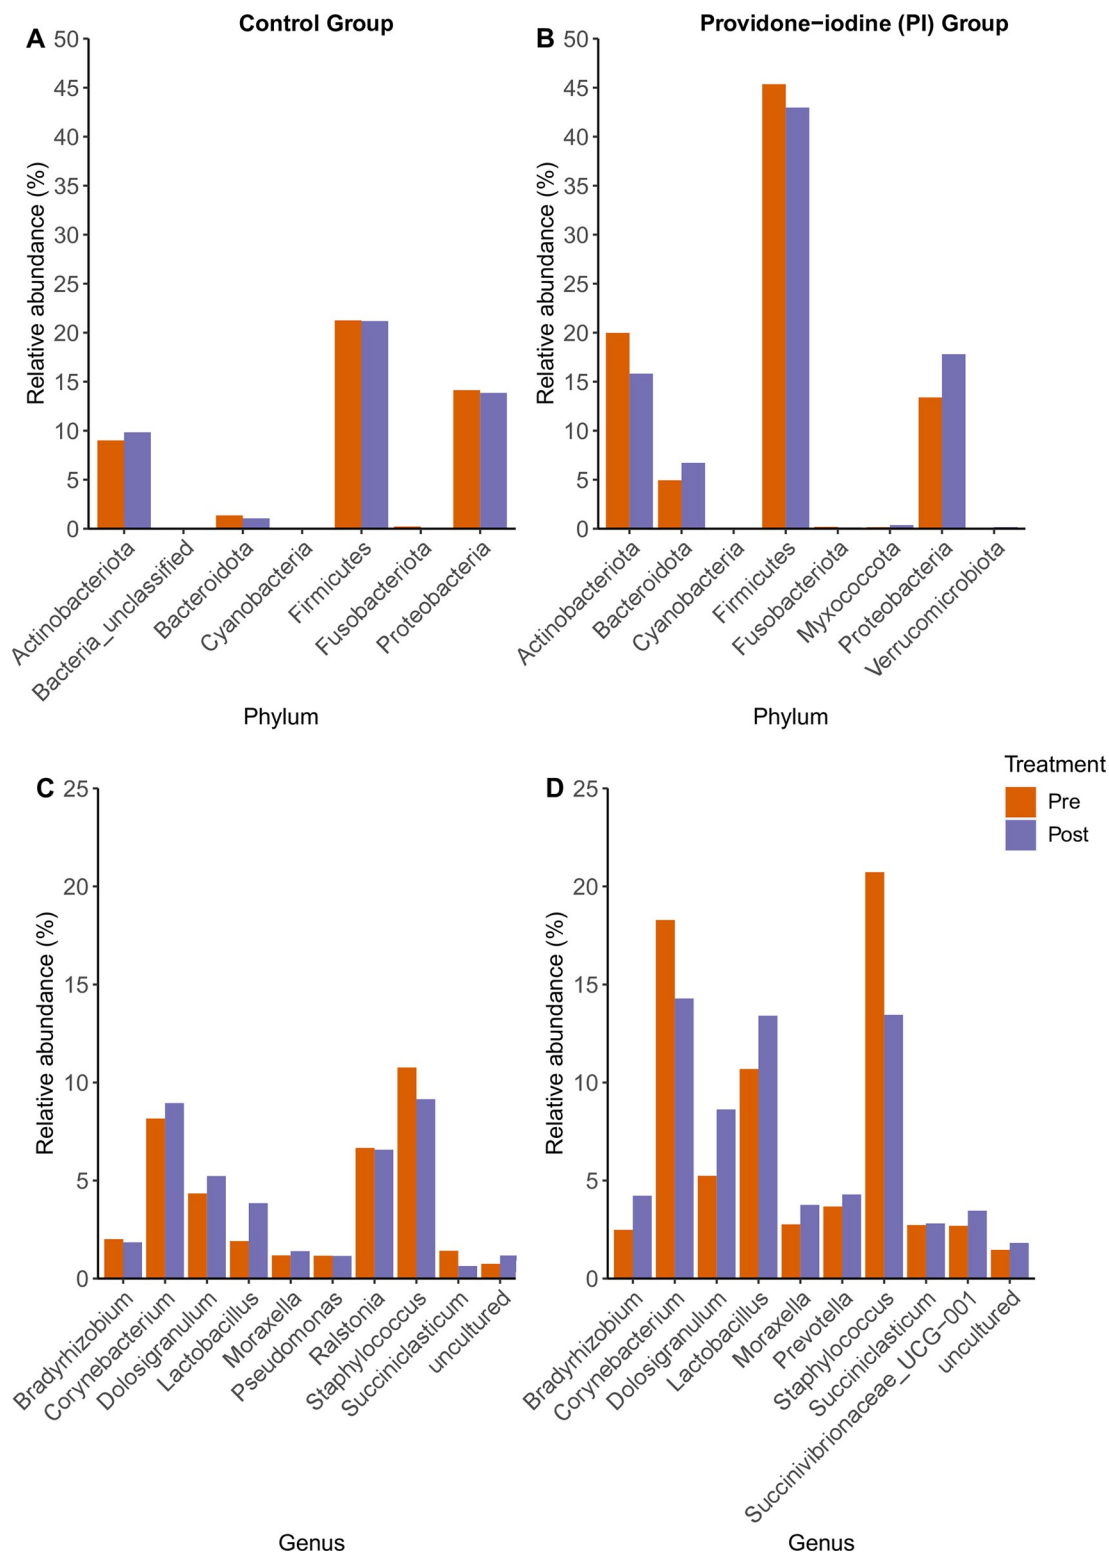 A
Control Group
50
45
40
35
30
25
20
15
10
5
0
Relative abundance (%)
Actinobacteriota
Bacteria_unclassified
Bacteroidota
Cyanobacteria
Firmicutes
Fusobacteriota
Proteobacteria
Phylum
B
Providone−iodine (PI) Group
50
45
40
35
30
25
20
15
10
5
0
Relative abundance (%)
Actinobacteriota
Bacteroidota
Cyanobacteria
Firmicutes
Fusobacteriota
Myxococcota
Proteobacteria
Verrucomicrobiota
Phylum
C
25
20
15
10
5
0
Relative abundance (%)
Bradyrhizobium
Corynebacterium
Dolosigranulum
Lactobacillus
Moraxella
Pseudomonas
Ralstonia
Staphylococcus
Succiniclasticum
uncultured
Genus
D
25
20
15
10
5
0
Relative abundance (%)
Bradyrhizobium
Corynebacterium
Dolosigranulum
Lactobacillus
Moraxella
Prevotella
Staphylococcus
Succiniclasticum
Succinivibrionaceae_UCG−001
uncultured
Genus
Treatment
Pre
Post